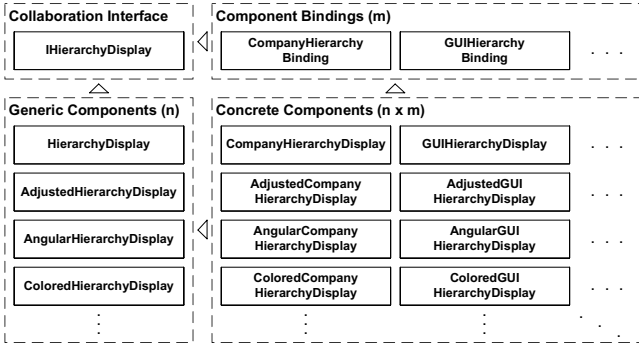 Collaboration Interface
IHierarchyDisplay
Component Bindings (m)
CompanyHierarchy
Binding
GUIHierarchy
Binding
. . .
Generic Components (n)
HierarchyDisplay
AdjustedHierarchyDisplay
AngularHierarchyDisplay
ColoredHierarchyDisplay
Concrete Components (n x m)
CompanyHierarchyDisplay
GUIHierarchyDisplay
. . .
AdjustedCompany
HierarchyDisplay
AdjustedGUI
HierarchyDisplay
. . .
AngularCompany
HierarchyDisplay
AngularGUI
HierarchyDisplay
. . .
ColoredCompany
HierarchyDisplay
ColoredGUI
HierarchyDisplay
. . .